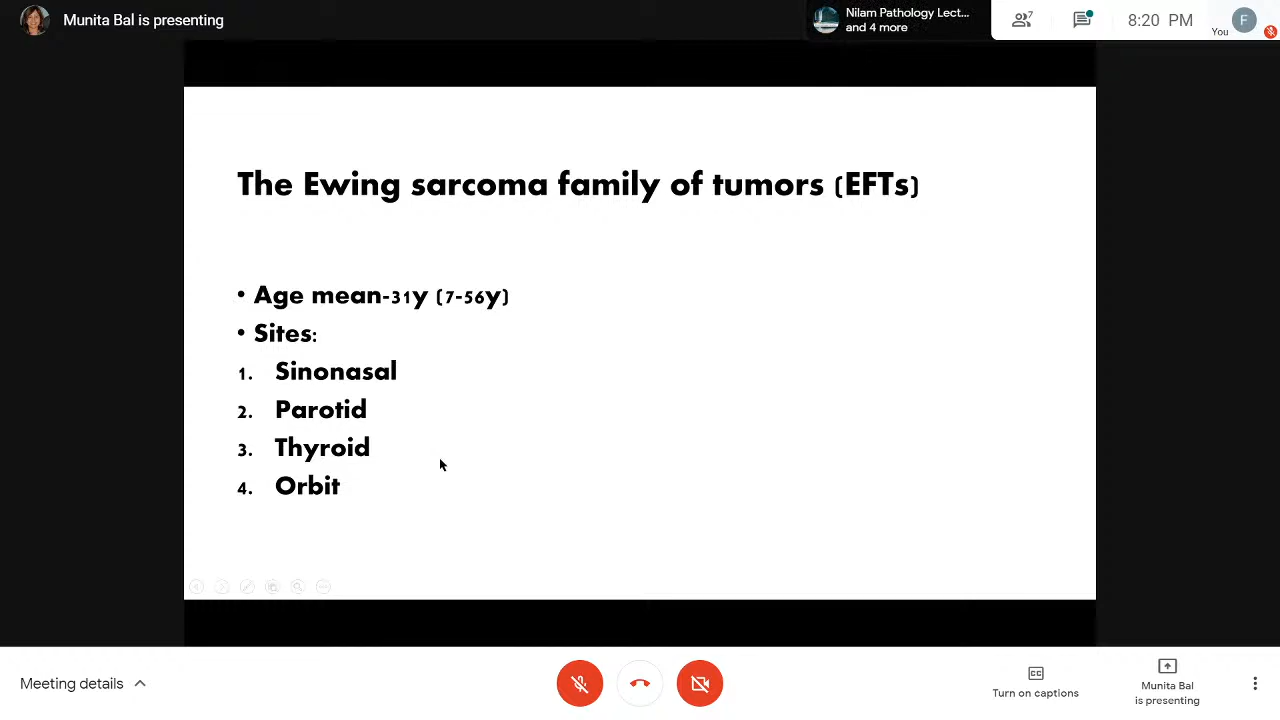 Munita Bal is presenting
Nilam Pathology Lect...
and 4 more
7
8:20 PM
You
F
The Ewing sarcoma family of tumors (EFTs)
• Age mean-31y (7-56y)
• Sites:
1. Sinonasal
2. Parotid
3. Thyroid
4. Orbit
Meeting details
CC
Turn on captions
Munita Bal
is presenting